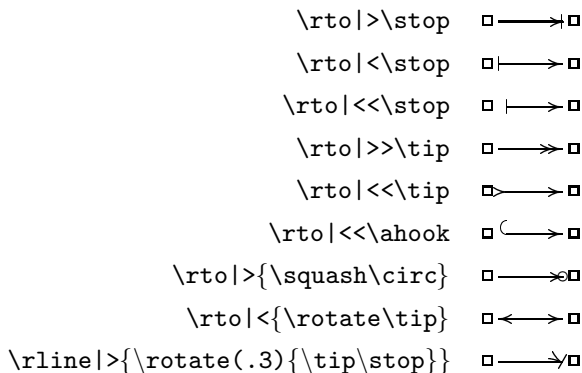 \rto|>\stop
\rto|<\stop
\rto|<<\stop
\rto|>>\tip
\rto|<<\tip
\rto|<<\ahook
\rto|>{\squash\circ}
\rto|<{\rotate\tip}
\rline|>{\rotate(.3){\tip\stop}}